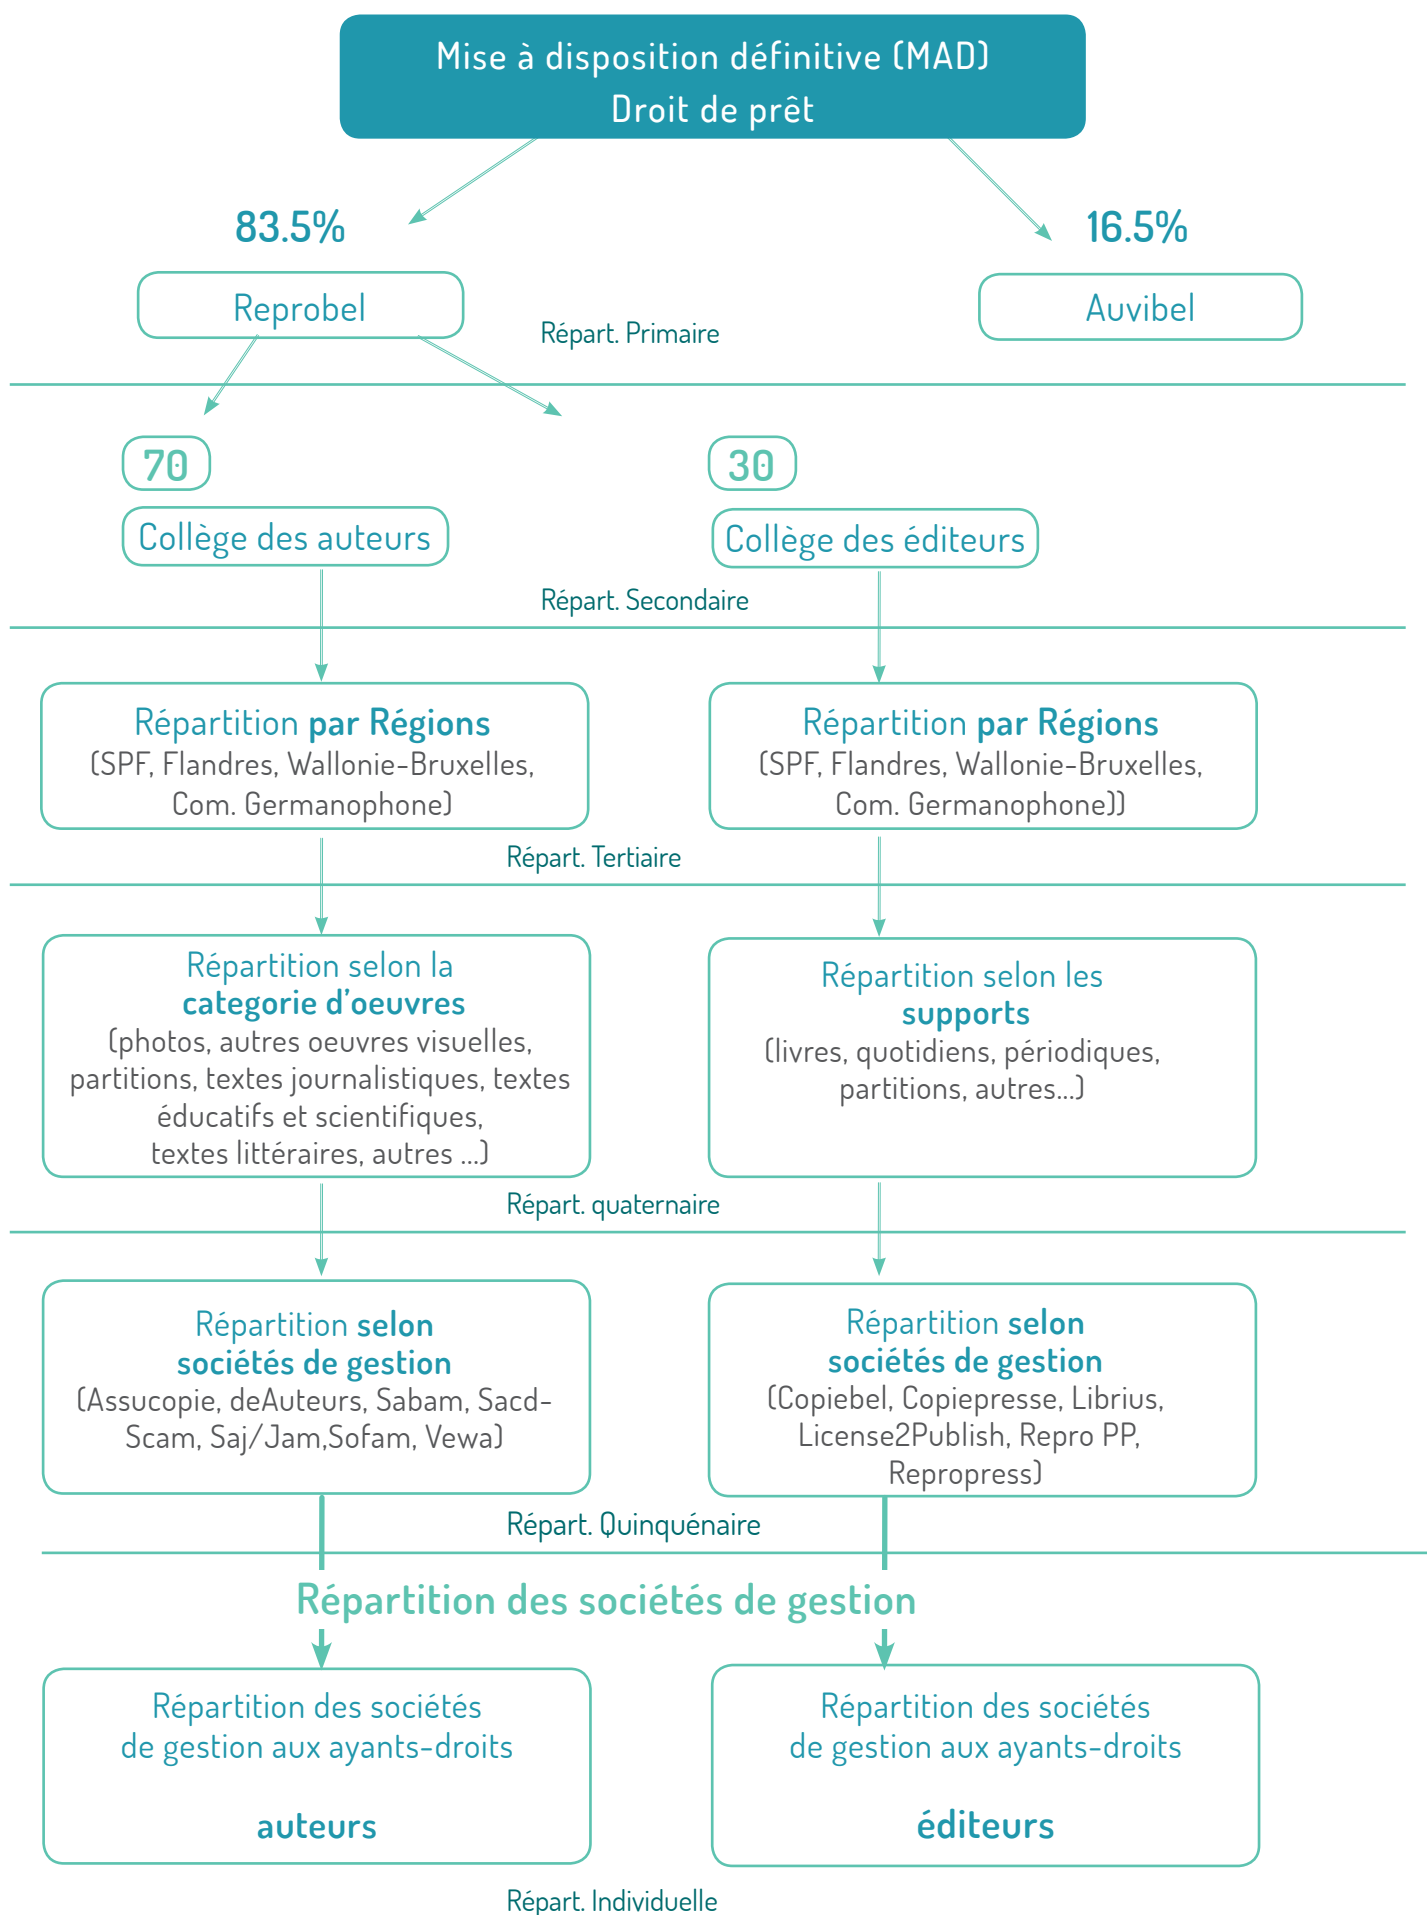 Mise à disposition définitive (MAD)
Droit de prêt
83.5%
16.5%
Reprobel
Auvibel
Répart. Primaire
70
30
Collège des auteurs
Collège des éditeurs
Répart. Secondaire
Répartition par Régions
(SPF, Flandres, Wallonie-Bruxelles,
Com. Germanophone)
Répartition par Régions
(SPF, Flandres, Wallonie-Bruxelles,
Com. Germanophone))
Répart. Tertiaire
Répartition selon la
categorie d'oeuvres
(photos, autres oeuvres visuelles,
partitions, textes journalistiques, textes
éducatifs et scientifiques,
textes littéraires, autres ...)
Répartition selon les
supports
(livres, quotidiens, périodiques,
partitions, autres...)
Répart. quaternaire
Répartition selon
sociétés de gestion
(Assucopie, deAuteurs, Sabam, Sacd-
Scam, Saj/Jam,Sofam, Vewa)
Répartition selon
sociétés de gestion
(Copiebel, Copiepresse, Librius,
License2Publish, Repro PP,
Repropress)
Répart. Quinquénaire
Répartition des sociétés de gestion
Répartition des sociétés
de gestion aux ayants-droits
auteurs
Répartition des sociétés
de gestion aux ayants-droits
éditeurs
Répart. Individuelle